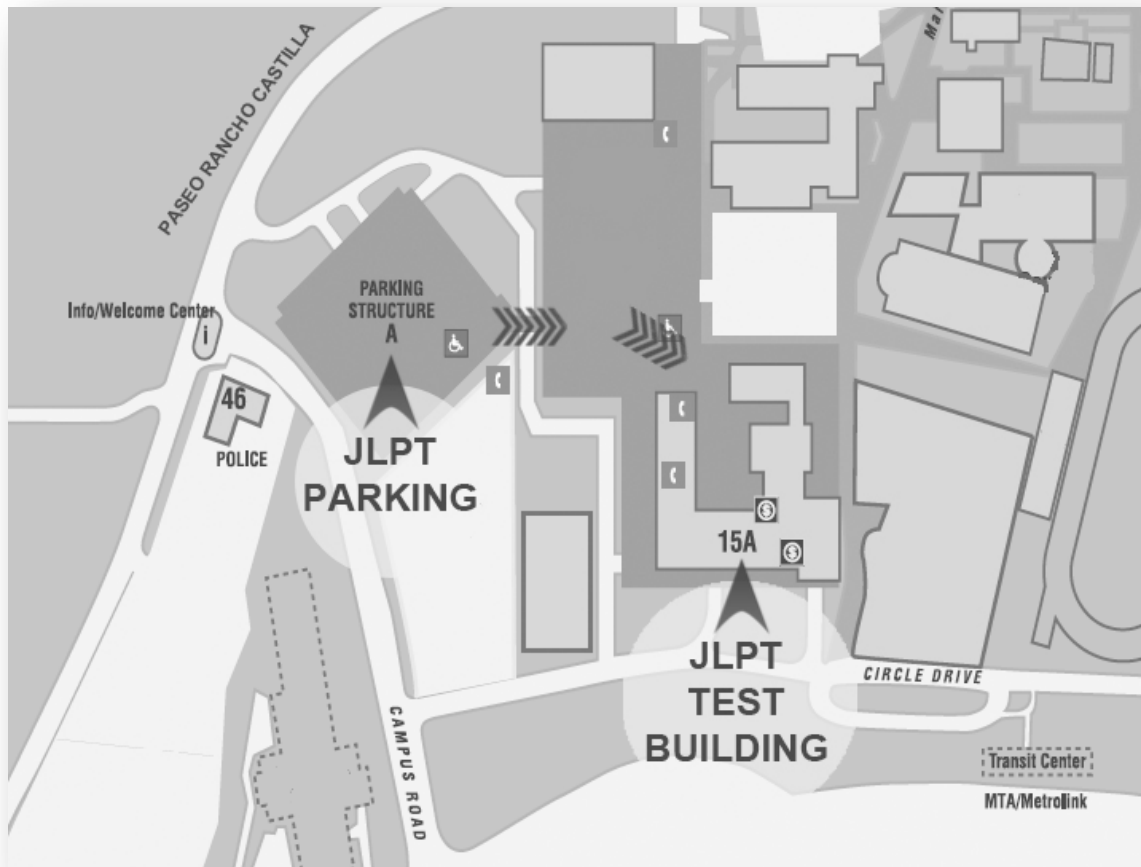 Mai
PASEO RANCHO CASTILLA
PARKING
STRUCTURE
A
Info/Welcome Center
i
46
POLICE
JLPT
PARKING
15A
$
$
JLPT
TEST
BUILDING
CIRCLE DRIVE
CAMPUS ROAD
Transit Center
MTA/Metrolink